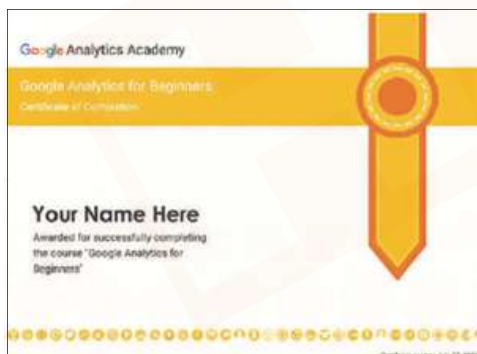 Google Analytics Academy
Google Analytics for Beginners
Certificate of Completion
Your Name Here
Awarded for successfully completing
the course "Google Analytics for
Beginners"